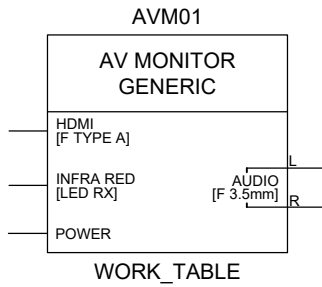 AVM01
AV MONITOR
GENERIC
HDMI
[F TYPE A]
INFRA RED
[LED RX]
POWER
L
AUDIO
[F 3.5mm]
R
WORK_TABLE